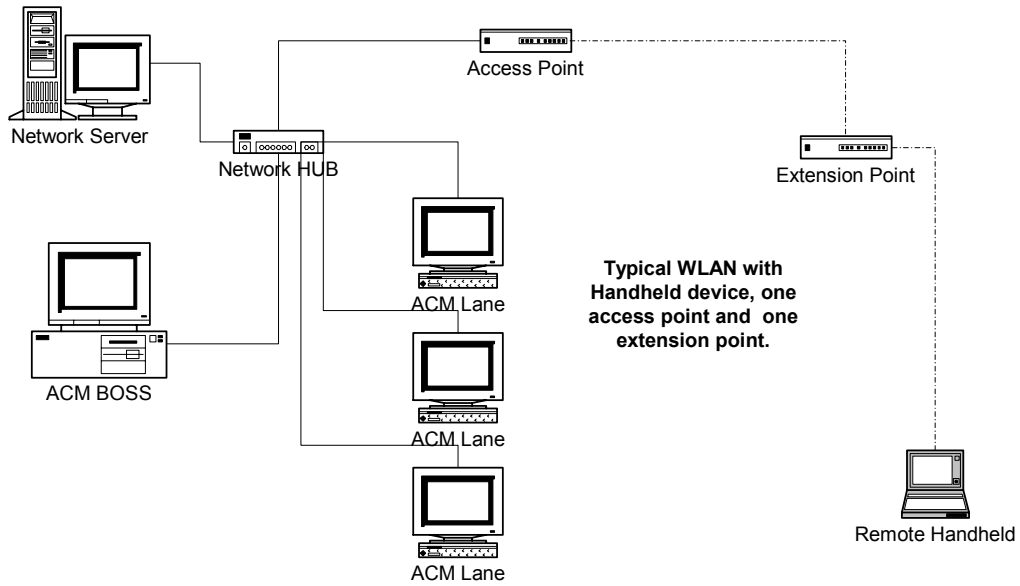 Access Point
Network Server
Network HUB
Extension Point
ACM Lane
Typical WLAN with
Handheld device, one
access point and one
extension point.
ACM BOSS
ACM Lane
Remote Handheld
ACM Lane